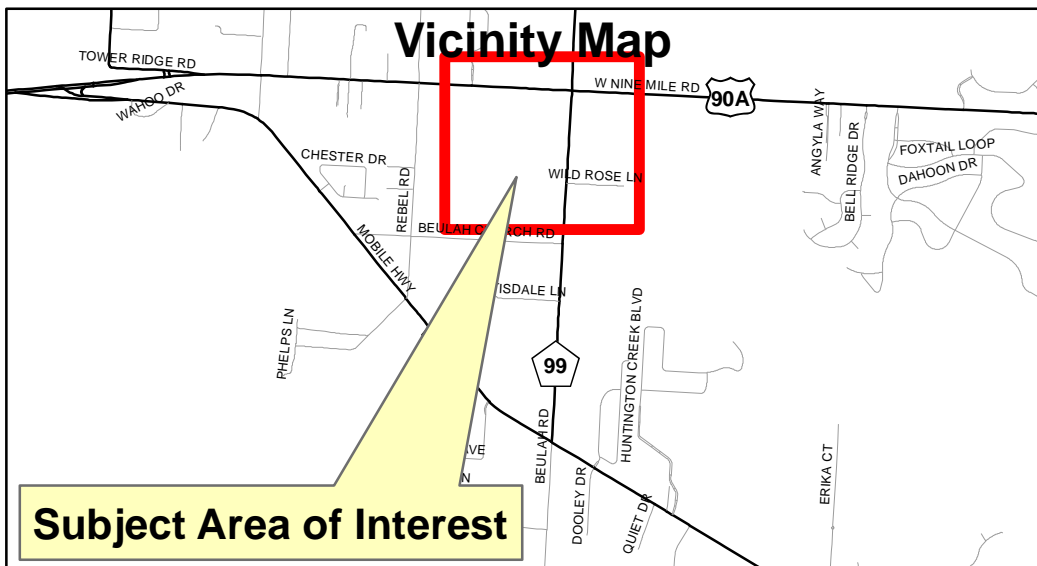 Vicinity Map
TOWER RIDGE RD
WAHOO DR
W NINE MILE RD
90A
CHESTER DR
REBEL RD
WILD ROSE LN
ANGYLA WAY
BELL RIDGE DR
FOXTAIL LOOP
DAHOON DR
MOBILE HWY
BEULAH CHURCH RD
ISDALE LN
PHELPS LN
99
HUNTINGTON CREEK BLVD
BEULAH RD
AVE
N
DOOLEY DR
QUIET DR
ERIKA CT
Subject Area of Interest